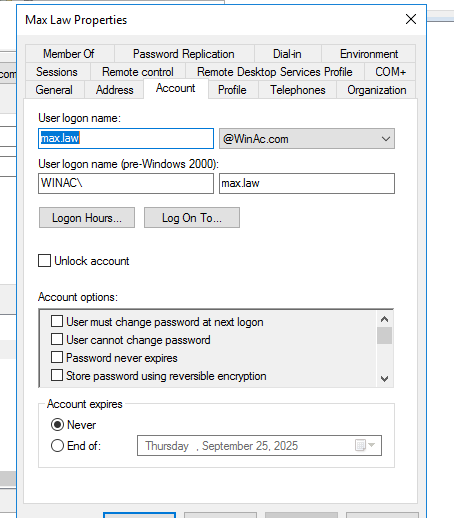 com
Max Law Properties
Member Of Password Replication Dial-in Environment
Sessions Remote control Remote Desktop Services Profile COM+
General Address Account Profile Telephones Organization
User logon name:
max.law @WinAc.com
User logon name (pre-Windows 2000):
WINAC\ max.law
Logon Hours... Log On To...
Unlock account
Account options:
User must change password at next logon
User cannot change password
Password never expires
Store password using reversible encryption
Account expires
Never
End of: Thursday , September 25, 2025